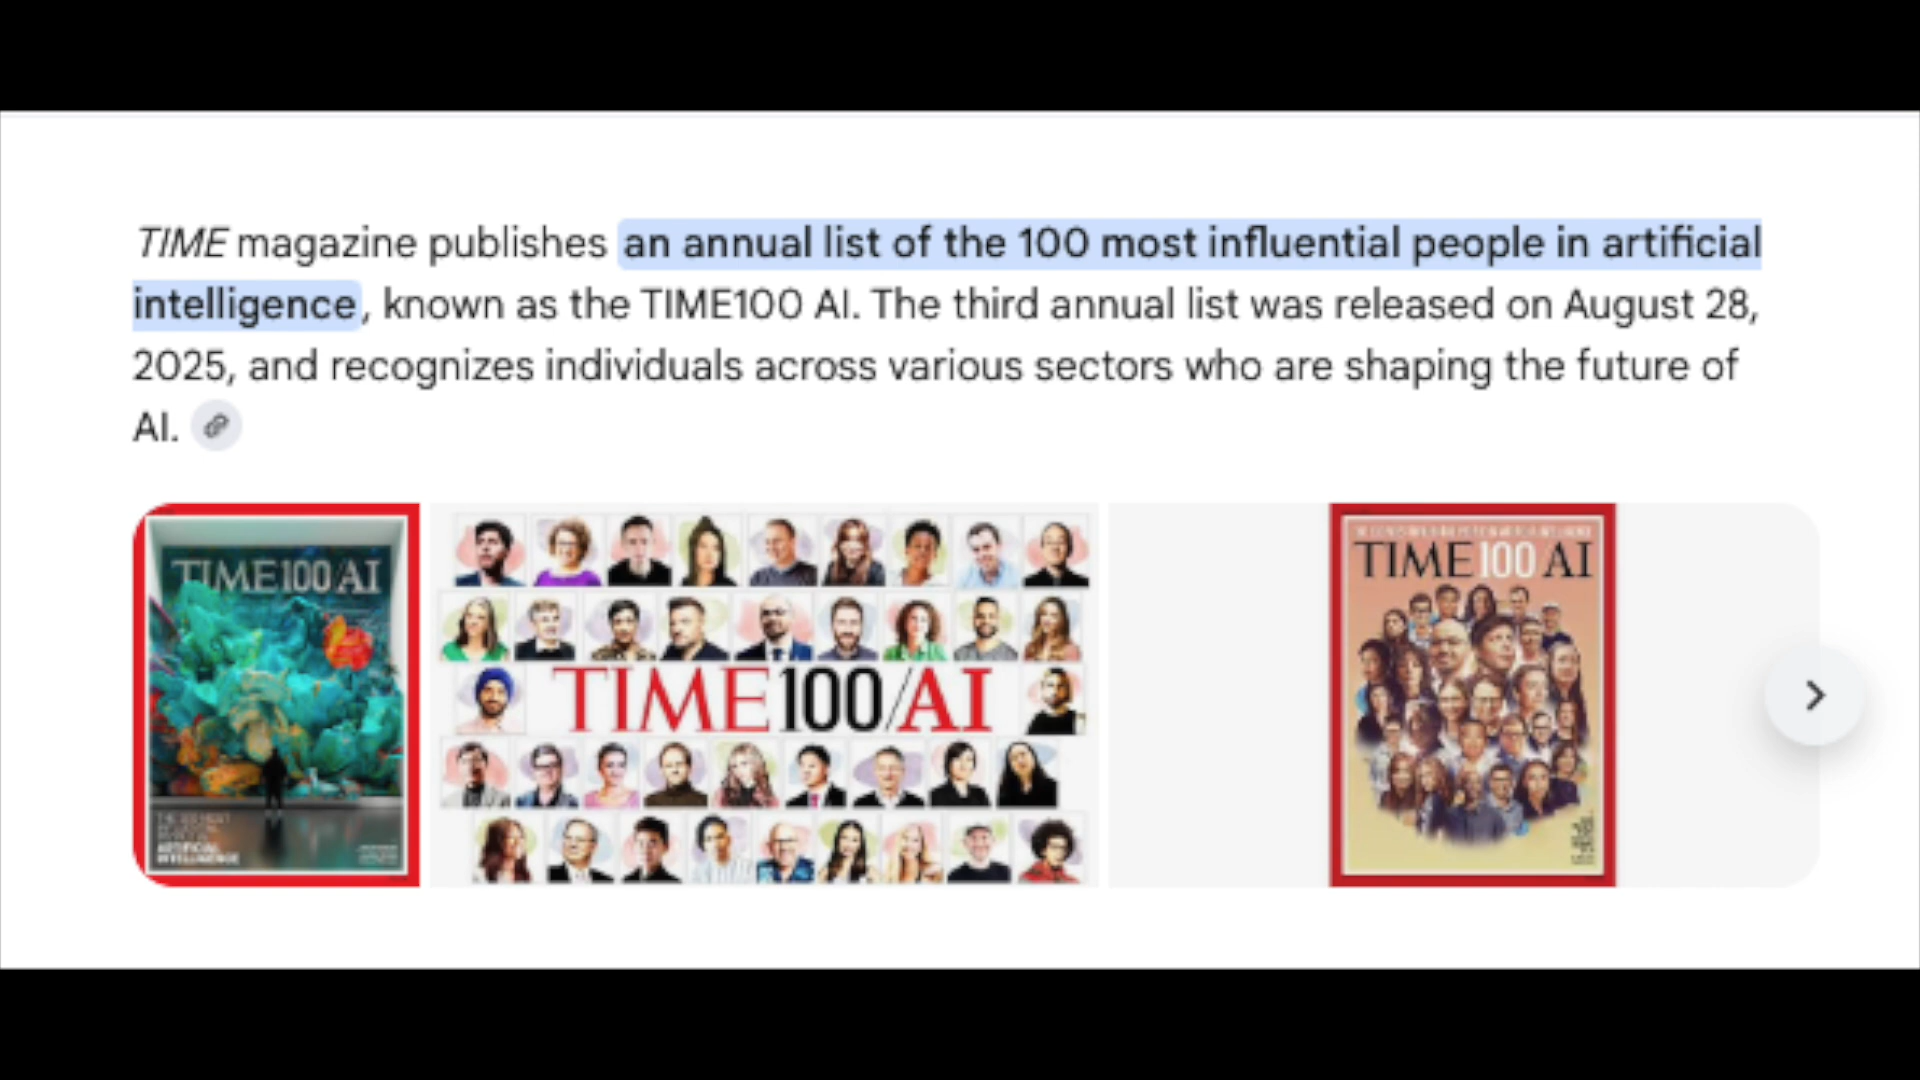 TIME magazine publishes an annual list of the 100 most influential people in artificial
intelligence, known as the TIME100 AI. The third annual list was released on August 28,
2025, and recognizes individuals across various sectors who are shaping the future of
AI.
TIME100/AI
ARTIFICIAL
INTELLIGENCE
TIME100/AI
TIME100 AI